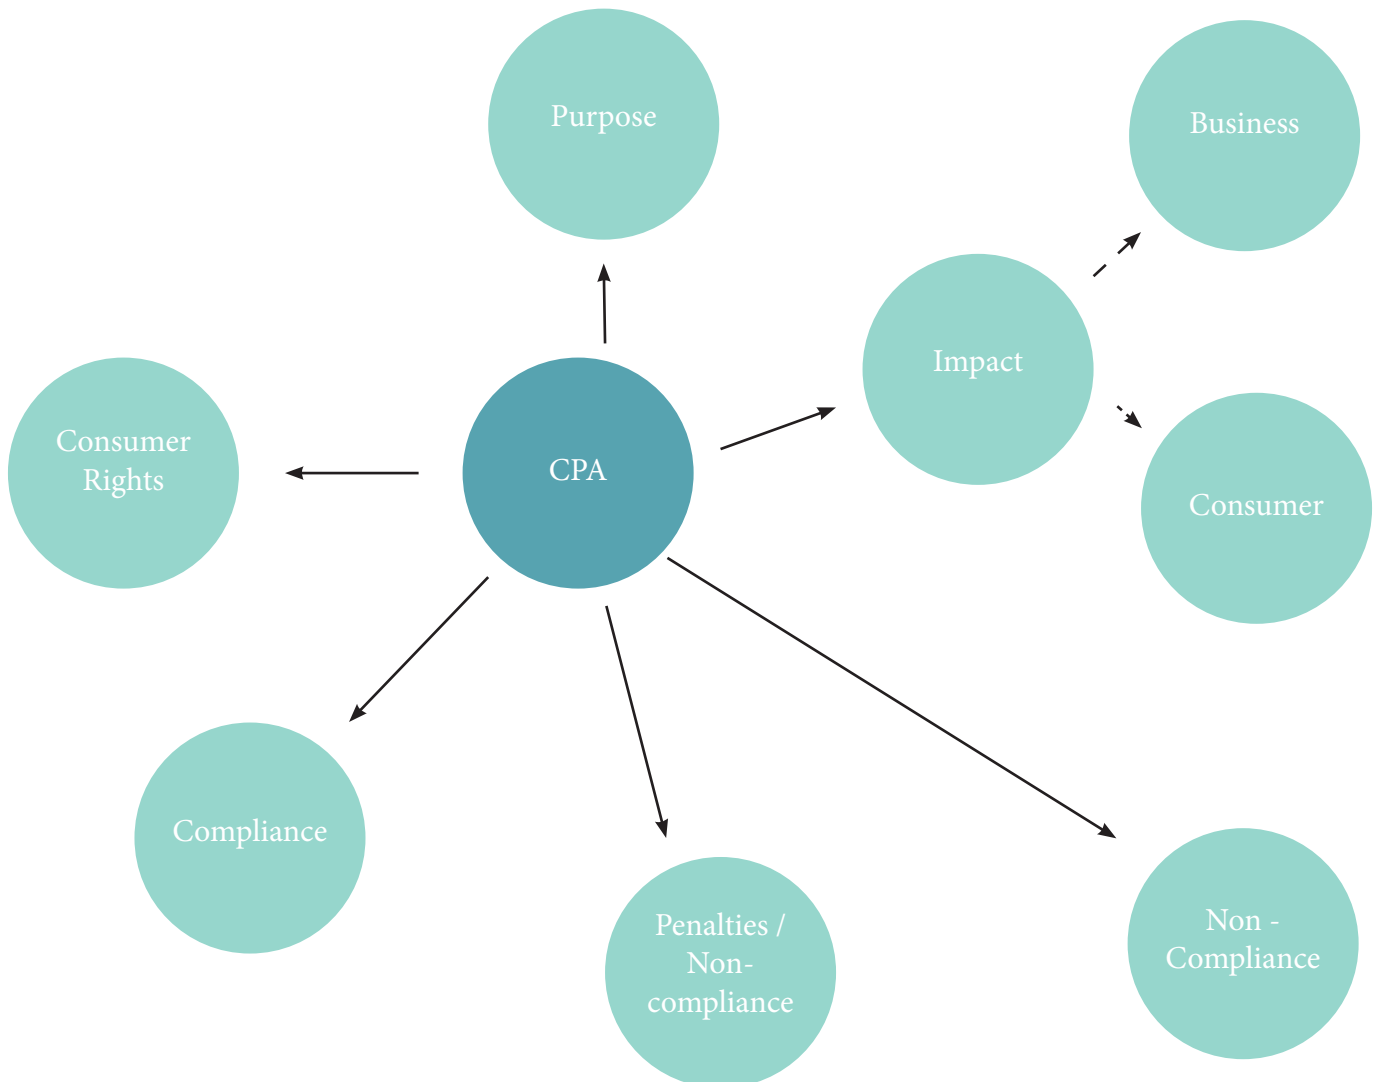 Purpose
Business
Impact
Consumer
Rights
CPA
Consumer
Compliance
Penalties /
Non-
compliance
Non -
Compliance